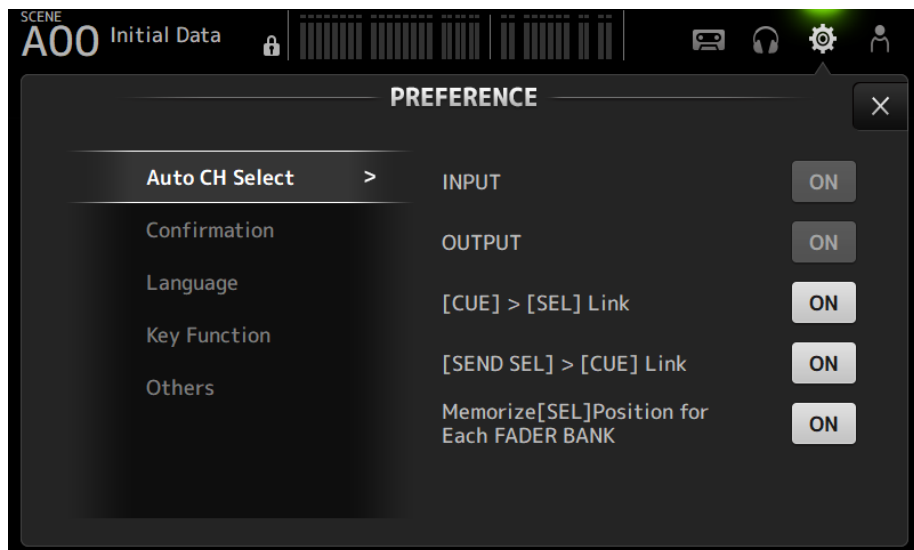 SCENE
A00 Initial Data
PREFERENCE
Auto CH Select >
INPUT ON
Confirmation
OUTPUT ON
Language
[CUE] > [SEL] Link ON
Key Function
[SEND SEL] > [CUE] Link ON
Others
Memorize[SEL]Position for
Each FADER BANK ON